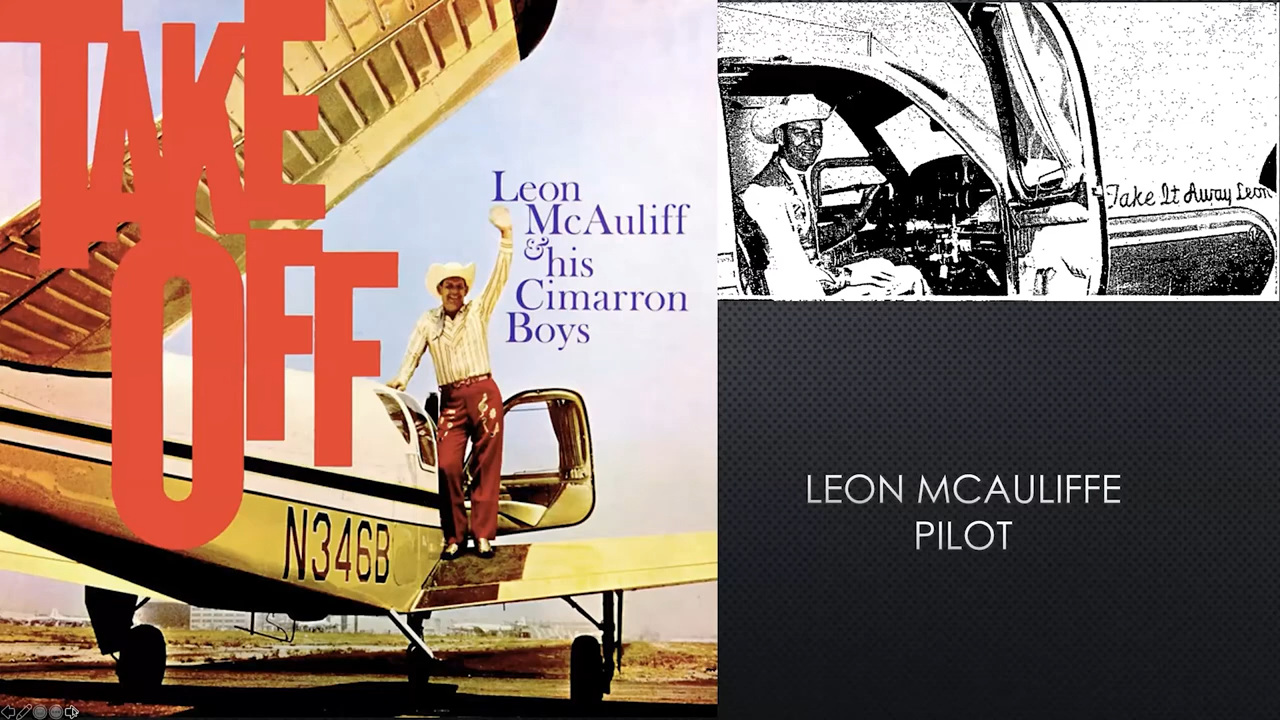 TAKE
OFF
Leon
McAuliff
& his
Cimarron
Boys
N346B
Take It Away Leon
LEON MCAULIFFE
PILOT